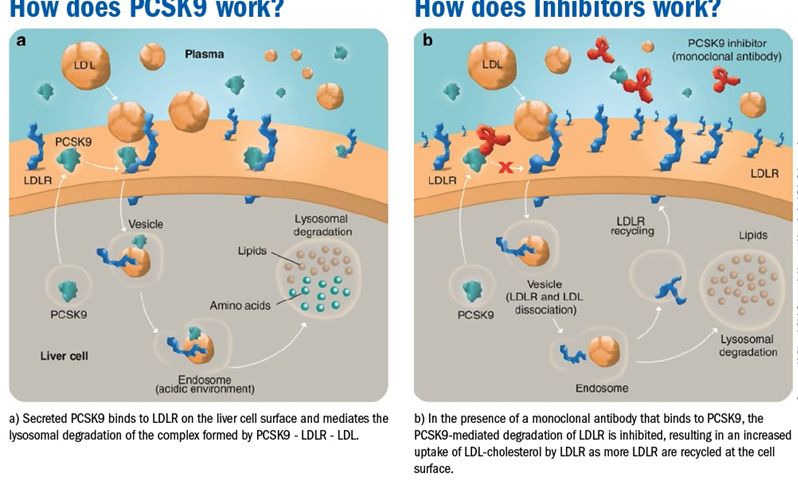 How does PCSK9 work?
a
LDL
Plasma
PCSK9
LDLR
Vesicle
Lysosomal
degradation
Lipids
Amino acids
PCSK9
Liver cell
Endosome
(acidic environment)
a) Secreted PCSK9 binds to LDLR on the liver cell surface and mediates the
lysosomal degradation of the complex formed by PCSK9 - LDLR - LDL.
How does Inhibitors work?
b
PCSK9 inhibitor
(monoclonal antibody)
LDL
LDLR
LDLR
LDLR
recycling
Lipids
Vesicle
(LDLR and LDL
dissociation)
PCSK9
Lysosomal
degradation
Endosome
b) In the presence of a monoclonal antibody that binds to PCSK9, the
PCSK9-mediated degradation of LDLR is inhibited, resulting in an increased
uptake of LDL-cholesterol by LDLR as more LDLR are recycled at the cell
surface.